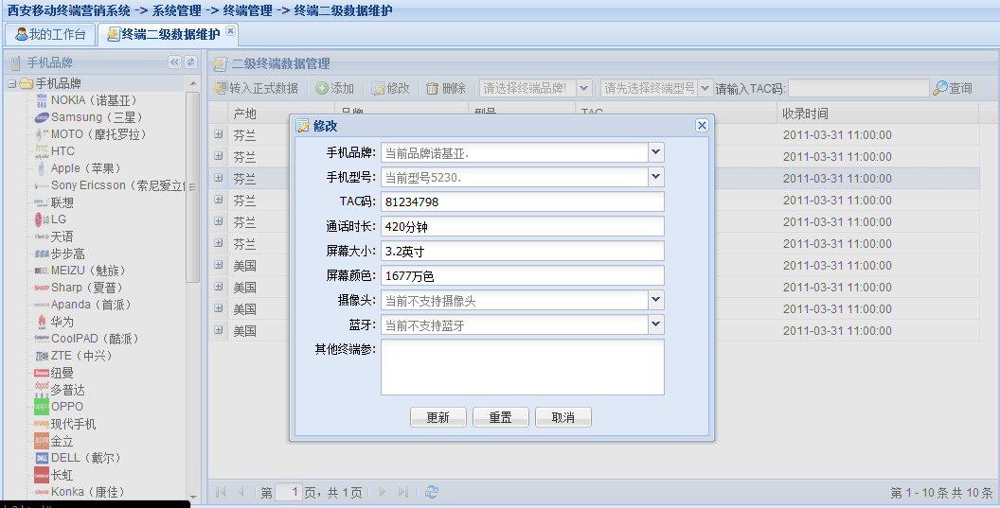 西安移动终端营销系统 -> 系统管理 -> 终端管理 -> 终端二级数据维护
我的工作台 终端二级数据维护
手机品牌
手机品牌
NOKIA（诺基亚）
Samsung（三星）
MOTO（摩托罗拉）
HTC
Apple（苹果）
Sony Ericsson（索尼爱立信
联想
LG
天语
步步高
MEIZU（魅族）
Sharp（夏普）
Apanda（首派）
华为
CoolPAD（酷派）
ZTE（中兴）
纽曼
多普达
OPPO
现代手机
金立
DELL（戴尔）
长虹
Konka（康佳）
二级终端数据管理
转入正式数据 添加 修改 删除 请选择终端品牌! 请先选择终端型号 请输入TAC码: 查询
产地 品牌 型号 TAC 收录时间
芬兰 2011-03-31 11:00:00
芬兰 2011-03-31 11:00:00
芬兰 2011-03-31 11:00:00
芬兰 2011-03-31 11:00:00
芬兰 2011-03-31 11:00:00
芬兰 2011-03-31 11:00:00
美国 2011-03-31 11:00:00
美国 2011-03-31 11:00:00
美国 2011-03-31 11:00:00
美国 2011-03-31 11:00:00
修改
手机品牌: 当前品牌诺基亚.
手机型号: 当前型号5230.
TAC码: 81234798
通话时长: 420分钟
屏幕大小: 3.2英寸
屏幕颜色: 1677万色
摄像头: 当前不支持摄像头
蓝牙: 当前不支持蓝牙
其他终端参:
更新 重置 取消
第 1 页，共 1 页 第 1 - 10 条 共 10 条